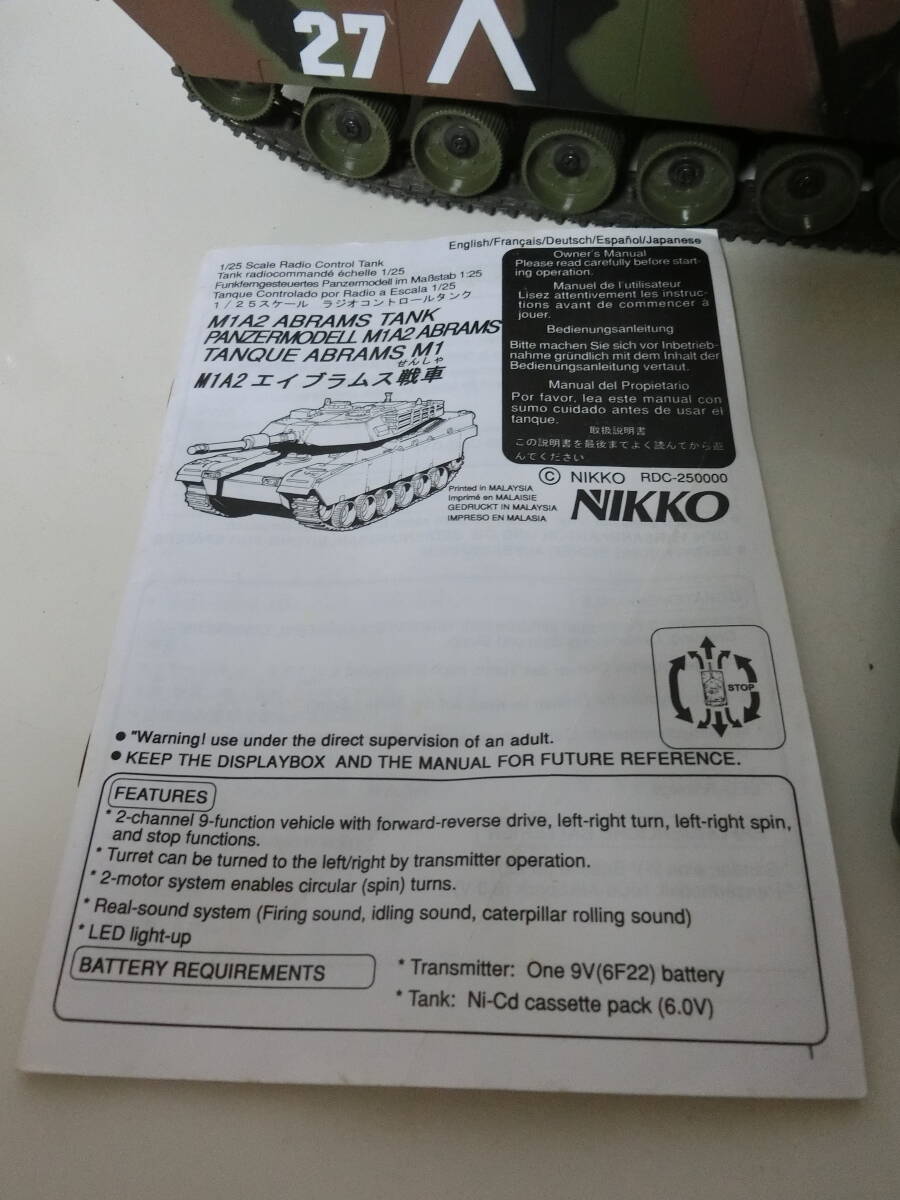 27
English/Français/Deutsch/Español/Japanese
1/25 Scale Radio Control Tank
Tank radiocommandé échelle 1/25
Funkferngesteuertes Panzermodell im Maßstab 1:25
Tanque Controlado por Radio a Escala 1/25
1/25スケール ラジオコントロールタンク
M1A2 ABRAMS TANK
PANZERMODELL M1A2 ABRAMS
TANQUE ABRAMS M1
せんしゃ
M1A2エイブラムス戦車
Owner's Manual
Please read carefully before start-
ing operation.
Manuel de l'utilisateur
Lisez attentivement les instruc-
tions avant de commencer à
jouer.
Bedienungsanleitung
Bitte machen Sie sich vor Inbetrieb-
nahme gründlich mit dem Inhalt der
Bedienungsanleitung vertaut.
Manual del Propietario
Por favor, lea este manual con
sumo cuidado antes de usar el
tanque.
取扱説明書
この説明書を最後までよく読んでから遊
んでください
© NIKKO RDC-250000
Printed in MALAYSIA
Imprimé en MALAISIE
GEDRUCKT IN MALAYSIA
IMPRESO EN MALASIA
NIKKO
STOP
● "Warning! use under the direct supervision of an adult.
● KEEP THE DISPLAYBOX AND THE MANUAL FOR FUTURE REFERENCE.
FEATURES
* 2-channel 9-function vehicle with forward-reverse drive, left-right turn, left-right spin,
and stop functions.
* Turret can be turned to the left/right by transmitter operation.
* 2-motor system enables circular (spin) turns.
* Real-sound system (Firing sound, idling sound, caterpillar rolling sound)
* LED light-up
BATTERY REQUIREMENTS
* Transmitter: One 9V(6F22) battery
* Tank: Ni-Cd cassette pack (6.0V)